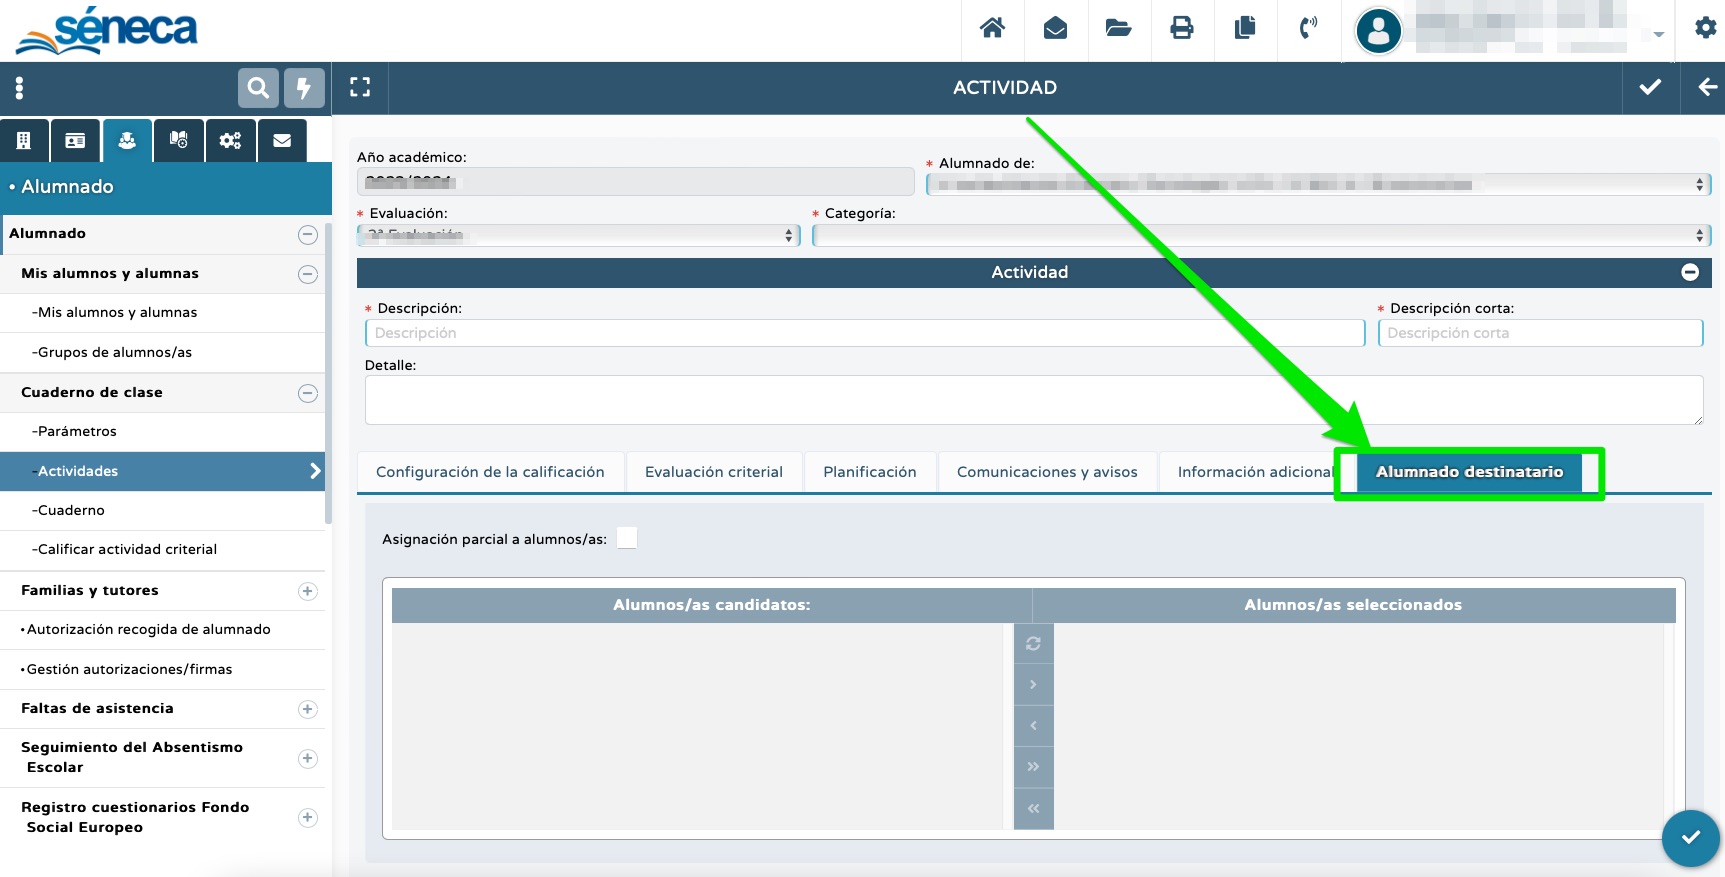 séneca
ACTIVIDAD
• Alumnado
Alumnado
Mis alumnos y alumnas
-Mis alumnos y alumnas
-Grupos de alumnos/as
Cuaderno de clase
-Parámetros
-Actividades
-Cuaderno
-Calificar actividad criterial
Familias y tutores
•Autorización recogida de alumnado
•Gestión autorizaciones/firmas
Faltas de asistencia
Seguimiento del Absentismo
Escolar
Registro cuestionarios Fondo
Social Europeo
Año académico:
* Alumnado de:
* Evaluación:
* Categoría:
Actividad
* Descripción:
* Descripción corta:
Descripción
Descripción corta
Detalle:
Configuración de la calificación
Evaluación criterial
Planificación
Comunicaciones y avisos
Información adicional
Alumnado destinatario
Asignación parcial a alumnos/as:
Alumnos/as candidatos:
Alumnos/as seleccionados